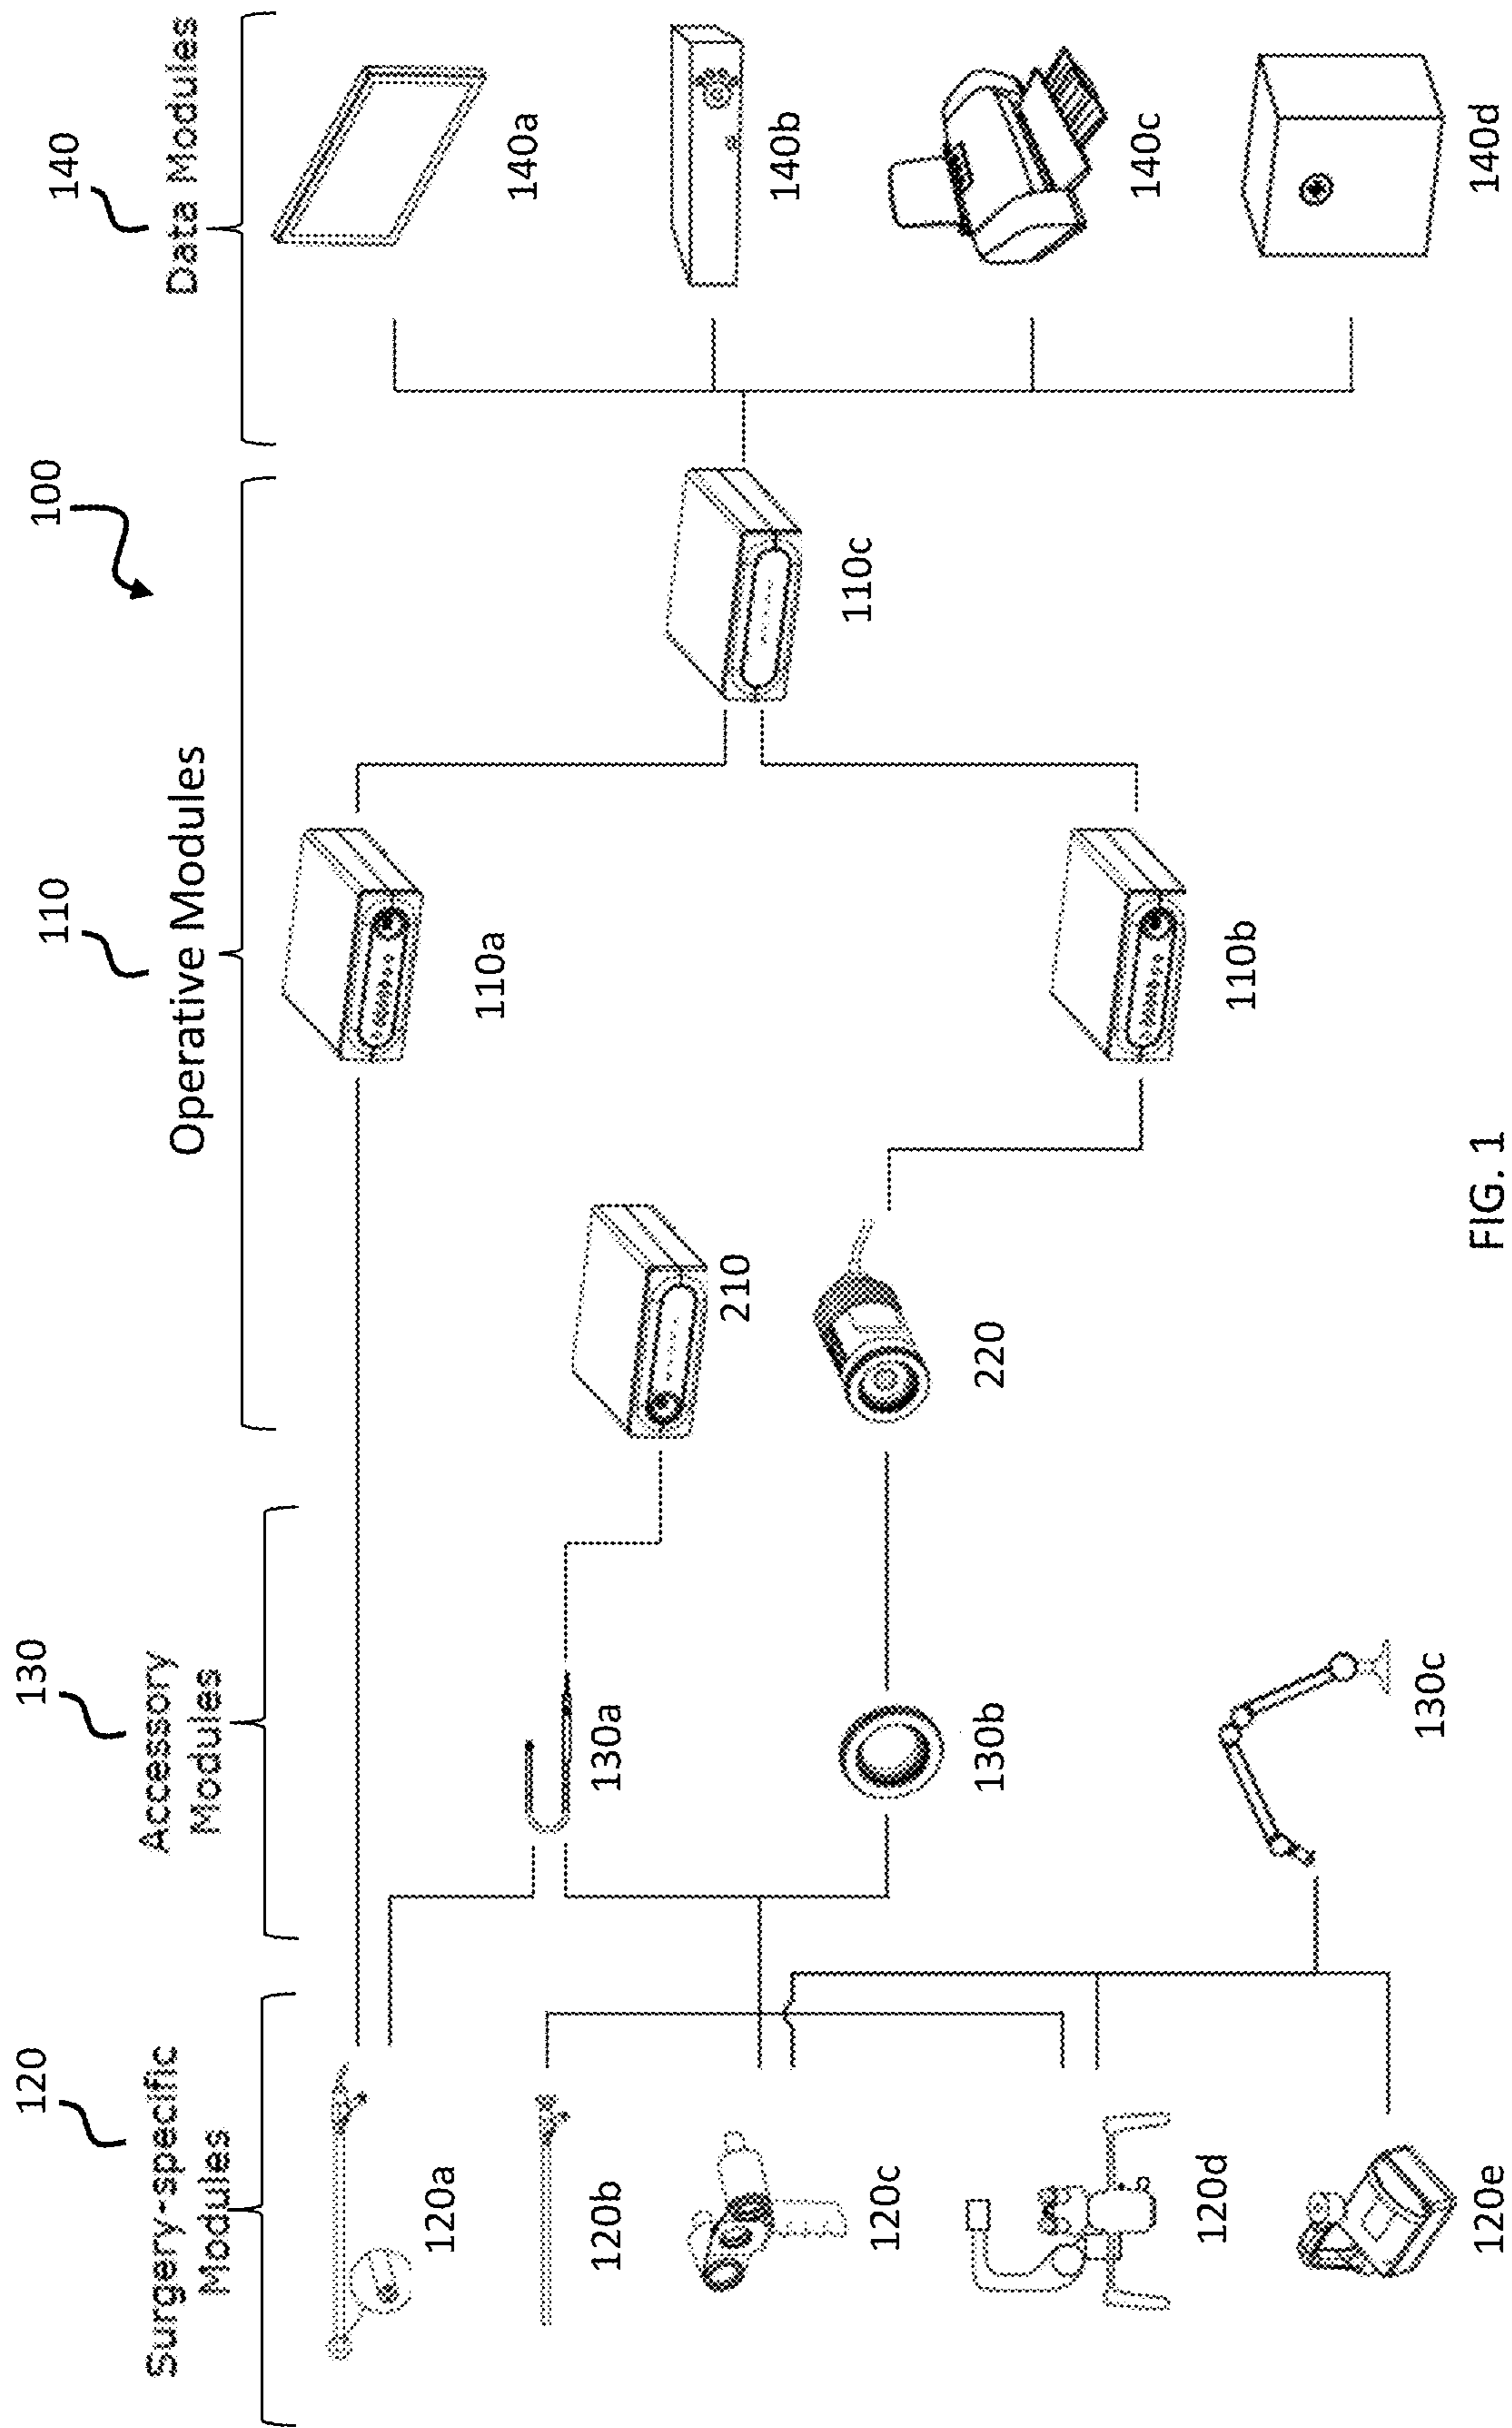 100
120
Surgery-specific
Modules
130
Accessory
Modules
110
Operative Modules
140
Data Modules
120a
120b
120c
120d
120e
130a
130b
130c
210
220
110a
110b
110c
140a
140b
140c
140d
FIG. 1